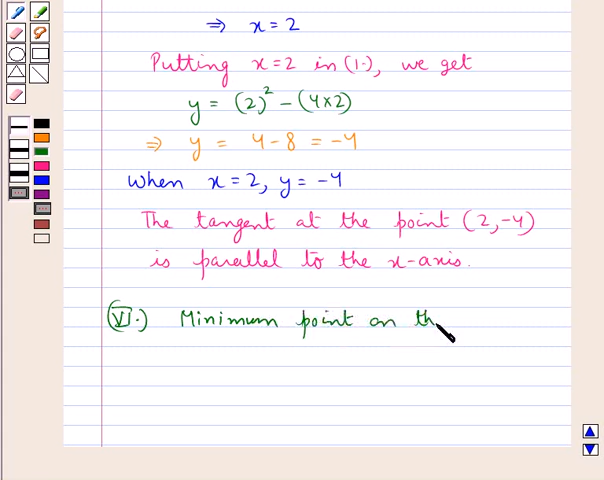 ⇒ x = 2
Putting x=2 in (1.), we get
y = (2)² - (4×2)
⇒ y = 4-8 = -4
When x=2, y=-4
The tangent at the point (2,-4)
is parallel to the x-axis.
(VI.) Minimum point on th